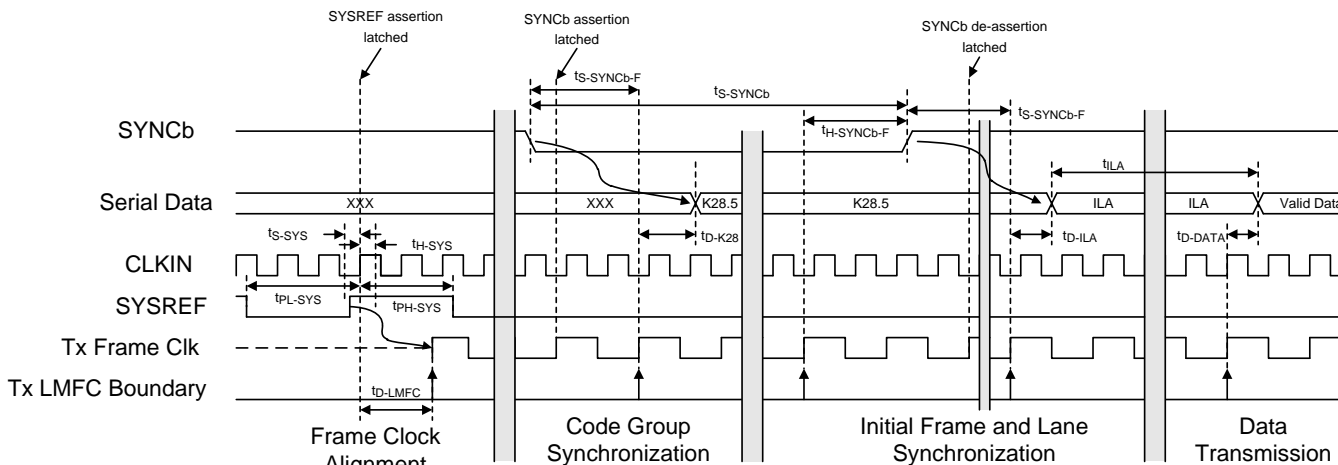 SYSREF assertion
latched
SYNCb assertion
latched
SYNCb de-assertion
latched
tS-SYNCb-F
tS-SYNCb
tS-SYNCb-F
tH-SYNCb-F
SYNCb
tILA
Serial Data
XXX
XXX
K28.5
K28.5
ILA
ILA
Valid Data
tS-SYS
tH-SYS
tD-K28
tD-ILA
tD-DATA
CLKIN
tPL-SYS
tPH-SYS
SYSREF
Tx Frame Clk
Tx LMFC Boundary
tD-LMFC
Frame Clock
Alignment
Code Group
Synchronization
Initial Frame and Lane
Synchronization
Data
Transmission